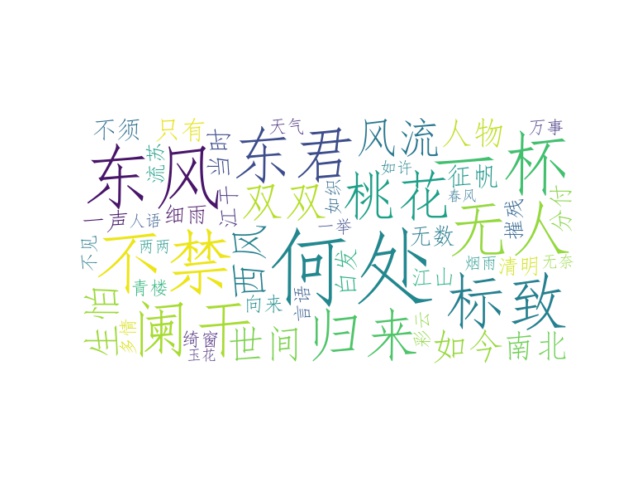 不须
只有
天气
风流
人物
万事
东风
流苏
当时
东君
如许
一杯
征帆
春风
一声
人语
细雨
江干
双双
如织
桃花
摧残
分付
不见
两两
不禁
西风
何处
一举
白发
无数
无人
江山
烟雨
清明
无奈
青楼
向来
言语
标致
生怕
多情
阑干
绮窗
玉花
世间
归来
彩云
如今
南北